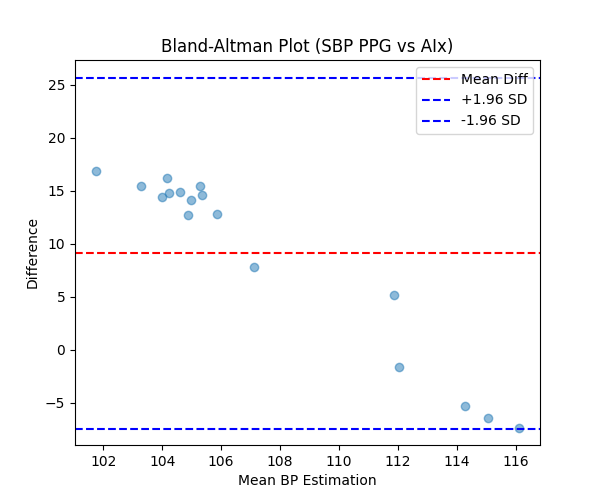 Bland-Altman Plot (SBP PPG vs AIx)
Mean Diff
+1.96 SD
-1.96 SD
Difference
25
20
15
10
5
0
−5
102 104 106 108 110 112 114 116
Mean BP Estimation